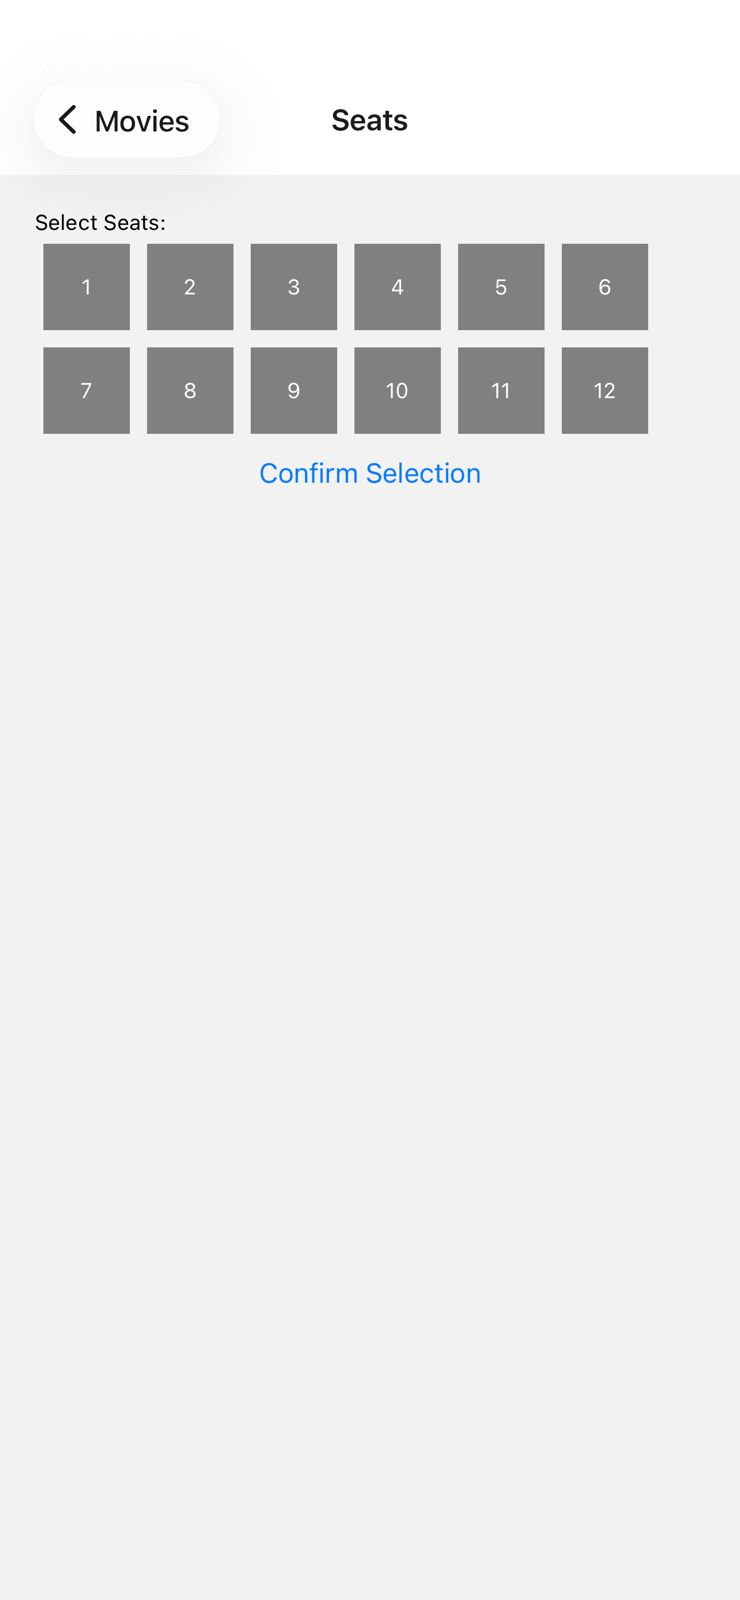 Movies
Seats
Select Seats:
1 2 3 4 5 6
7 8 9 10 11 12
Confirm Selection